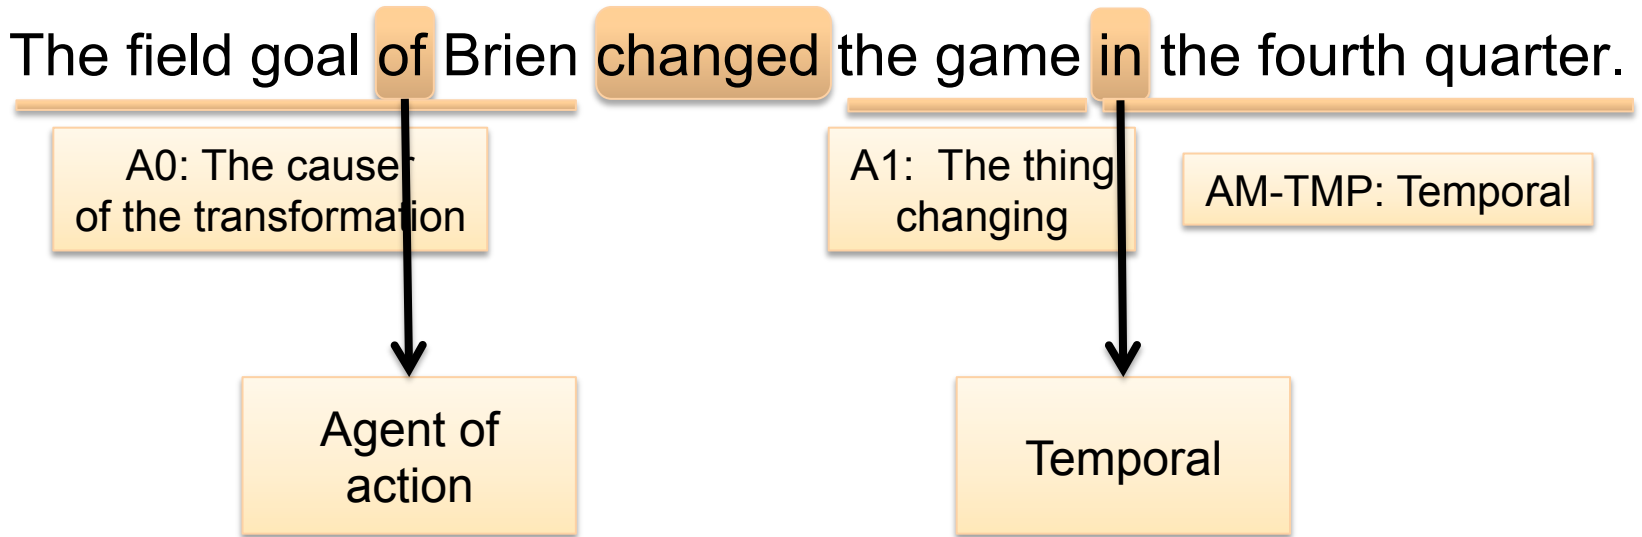 The field goal of Brien changed the game in the fourth quarter.
A0: The causer
of the transformation
A1: The thing
changing
AM-TMP: Temporal
Agent of
action
Temporal